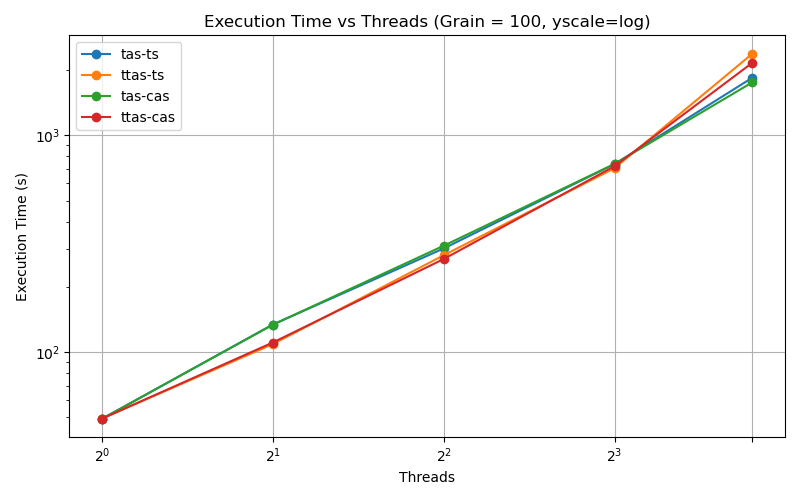 Execution Time vs Threads (Grain = 100, yscale=log)
tas-ts
ttas-ts
tas-cas
ttas-cas
10³
10²
Execution Time (s)
2⁰ 2¹ 2² 2³
Threads